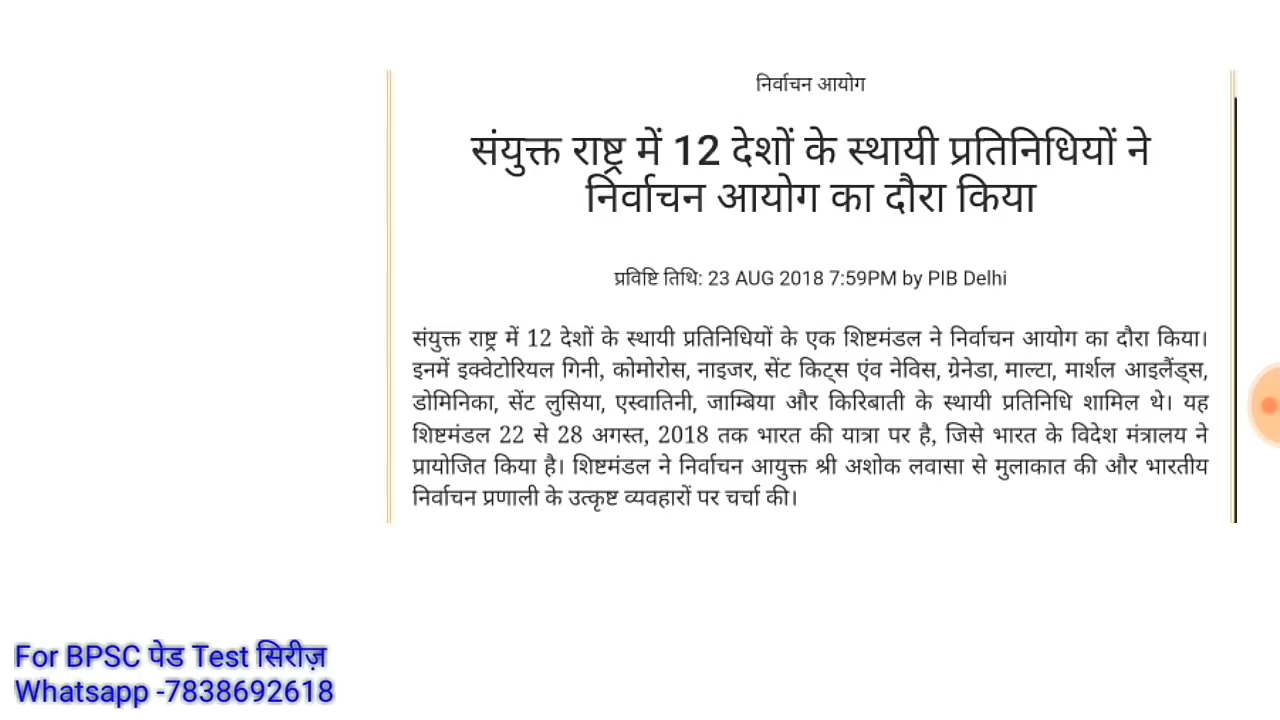 निर्वाचन आयोग
संयुक्त राष्ट्र में 12 देशों के स्थायी प्रतिनिधियों ने
निर्वाचन आयोग का दौरा किया
प्रविष्टि तिथि: 23 AUG 2018 7:59PM by PIB Delhi
संयुक्त राष्ट्र में 12 देशों के स्थायी प्रतिनिधियों के एक शिष्टमंडल ने निर्वाचन आयोग का दौरा किया।
इनमें इक्वेटोरियल गिनी, कोमोरोस, नाइजर, सेंट किट्स एंव नेविस, ग्रेनेडा, माल्टा, मार्शल आइलैंड्स,
डोमिनिका, सेंट लुसिया, एस्वातिनी, जाम्बिया और किरिबाती के स्थायी प्रतिनिधि शामिल थे। यह
शिष्टमंडल 22 से 28 अगस्त, 2018 तक भारत की यात्रा पर है, जिसे भारत के विदेश मंत्रालय ने
प्रायोजित किया है। शिष्टमंडल ने निर्वाचन आयुक्त श्री अशोक लवासा से मुलाकात की और भारतीय
निर्वाचन प्रणाली के उत्कृष्ट व्यवहारों पर चर्चा की।
For BPSC पेड Test सिरीज़
Whatsapp -7838692618